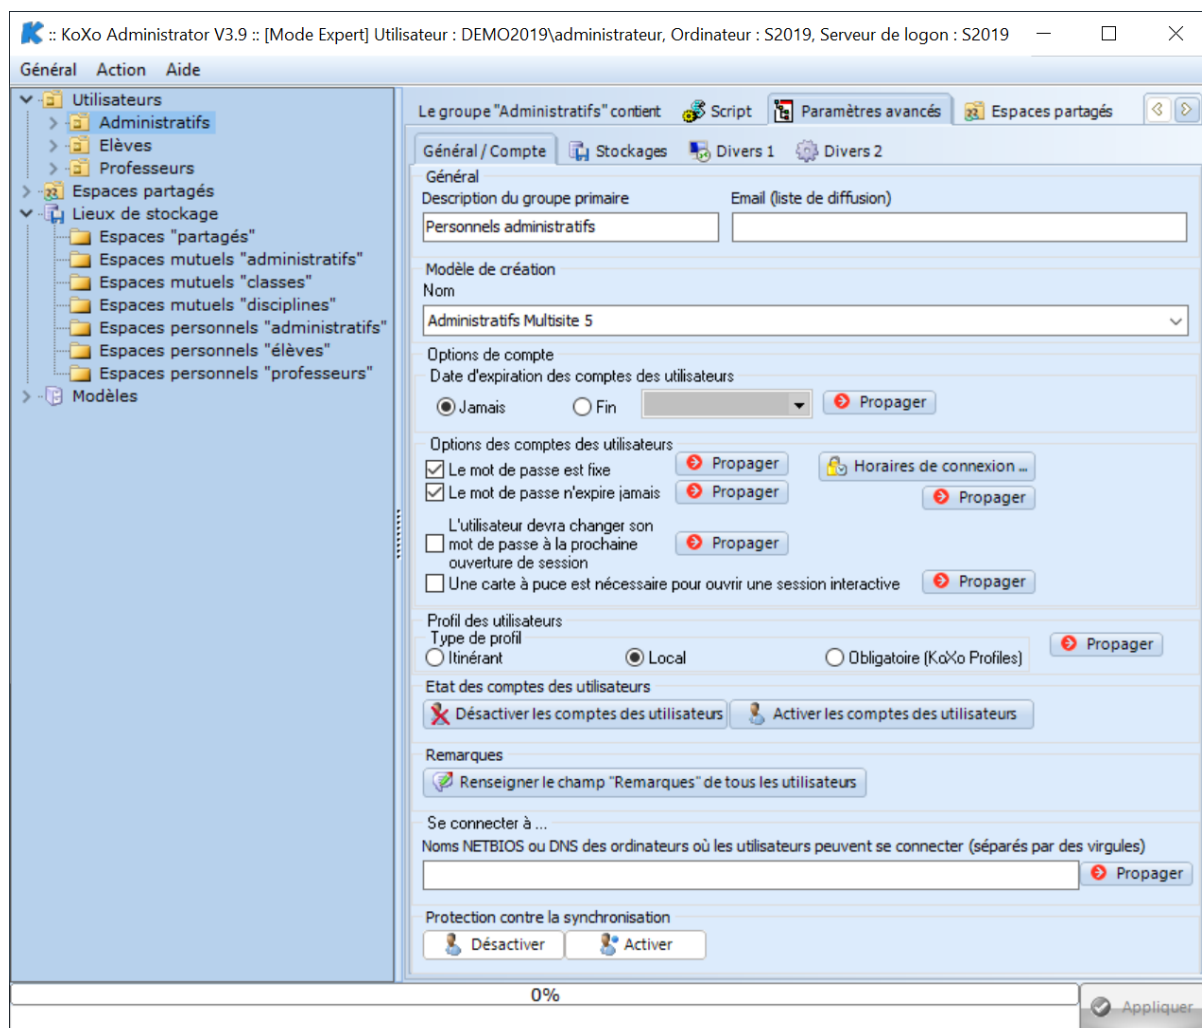 :: KoXo Administrator V3.9 :: [Mode Expert] Utilisateur : DEMO2019\administrateur, Ordinateur : S2019, Serveur de logon : S2019
Général Action Aide
Utilisateurs
Administratifs
Elèves
Professeurs
Espaces partagés
Lieux de stockage
Espaces "partagés"
Espaces mutuels "administratifs"
Espaces mutuels "classes"
Espaces mutuels "disciplines"
Espaces personnels "administratifs"
Espaces personnels "élèves"
Espaces personnels "professeurs"
Modèles
Le groupe "Administratifs" contient Script Paramètres avancés Espaces partagés
Général / Compte Stockages Divers 1 Divers 2
Général
Description du groupe primaire Email (liste de diffusion)
Personnels administratifs
Modèle de création
Nom
Administratifs Multisite 5
Options de compte
Date d'expiration des comptes des utilisateurs
Jamais Fin Propager
Options des comptes des utilisateurs
Le mot de passe est fixe Propager Horaires de connexion ...
Le mot de passe n'expire jamais Propager Propager
L'utilisateur devra changer son
mot de passe à la prochaine Propager
ouverture de session
Une carte à puce est nécessaire pour ouvrir une session interactive Propager
Profil des utilisateurs
Type de profil
Itinérant Local Obligatoire (KoXo Profiles) Propager
Etat des comptes des utilisateurs
Désactiver les comptes des utilisateurs Activer les comptes des utilisateurs
Remarques
Renseigner le champ "Remarques" de tous les utilisateurs
Se connecter à ...
Noms NETBIOS ou DNS des ordinateurs où les utilisateurs peuvent se connecter (séparés par des virgules)
Propager
Protection contre la synchronisation
Désactiver Activer
0%
Appliquer